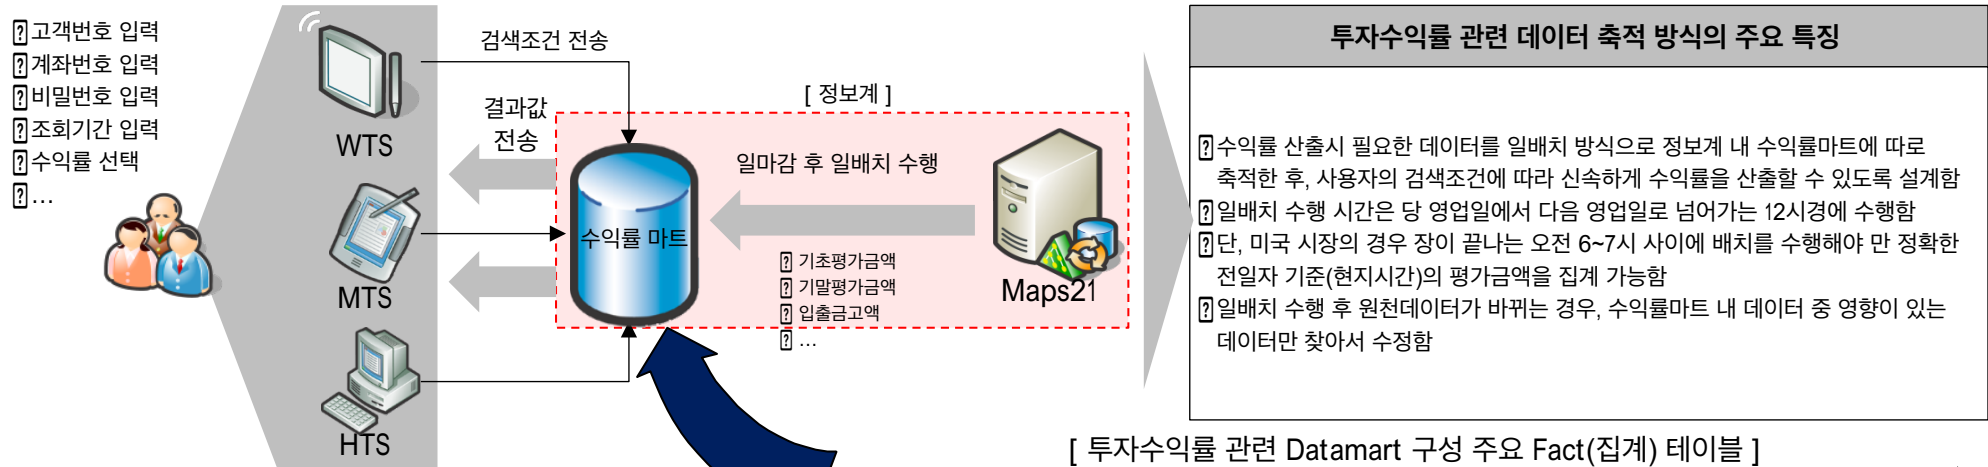 ⍰고객번호 입력
⍰계좌번호 입력
⍰비밀번호 입력
⍰조회기간 입력
⍰수익률 선택
⍰…
WTS
MTS
HTS
검색조건 전송
결과값
전송
[ 정보계 ]
수익률 마트
일마감 후 일배치 수행
⍰ 기초평가금액
⍰ 기말평가금액
⍰ 입출금고액
⍰ …
Maps21
투자수익률 관련 데이터 축적 방식의 주요 특징
⍰수익률 산출시 필요한 데이터를 일배치 방식으로 정보계 내 수익률마트에 따로
축적한 후, 사용자의 검색조건에 따라 신속하게 수익률을 산출할 수 있도록 설계함
⍰일배치 수행 시간은 당 영업일에서 다음 영업일로 넘어가는 12시경에 수행함
⍰단, 미국 시장의 경우 장이 끝나는 오전 6~7시 사이에 배치를 수행해야 만 정확한
전일자 기준(현지시간)의 평가금액을 집계 가능함
⍰일배치 수행 후 원천데이터가 바뀌는 경우, 수익률마트 내 데이터 중 영향이 있는
데이터만 찾아서 수정함
[ 투자수익률 관련 Datamart 구성 주요 Fact(집계) 테이블 ]